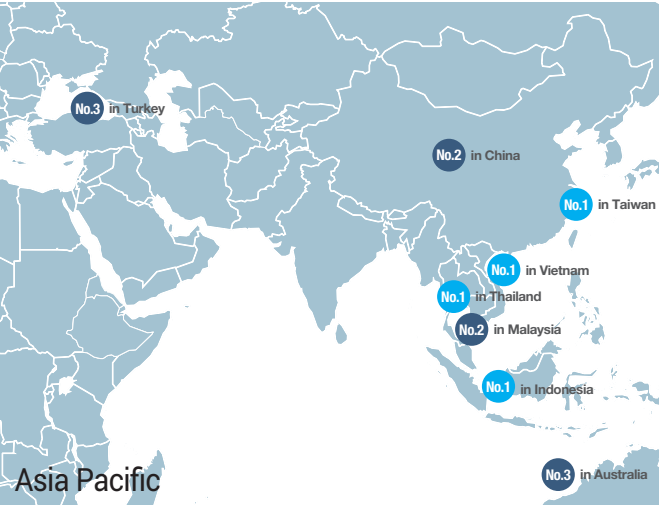 No.3 in Turkey
No.2 in China
No.1 in Taiwan
No.1 in Vietnam
No.1 in Thailand
No.2 in Malaysia
No.1 in Indonesia
No.3 in Australia
Asia Pacific